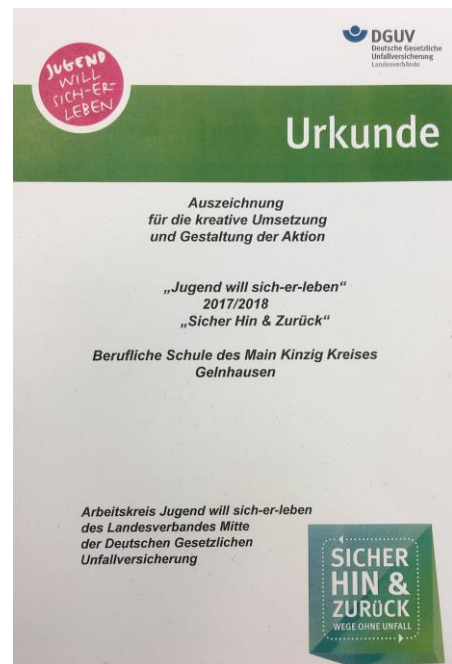 JUGEND
WILL
SICH-ER-
LEBEN
DGUV
Deutsche Gesetzliche
Unfallversicherung
Landesverbände
Urkunde
Auszeichnung
für die kreative Umsetzung
und Gestaltung der Aktion
„Jugend will sich-er-leben“
2017/2018
„Sicher Hin & Zurück“
Berufliche Schule des Main Kinzig Kreises
Gelnhausen
Arbeitskreis Jugend will sich-er-leben
des Landesverbandes Mitte
der Deutschen Gesetzlichen
Unfallversicherung
SICHER
HIN &
ZURÜCK
WEGE OHNE UNFALL